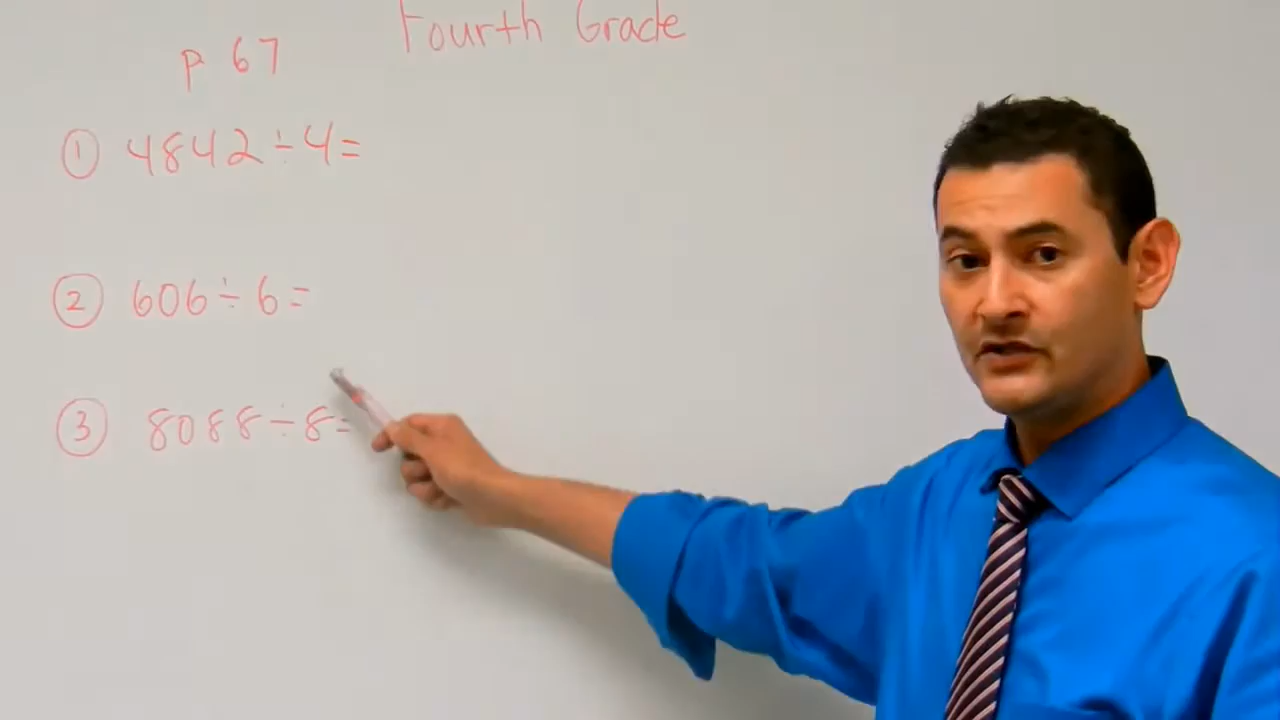 Fourth Grade
p 67
① 4842÷4=
② 606÷6=
③ 8088÷8=